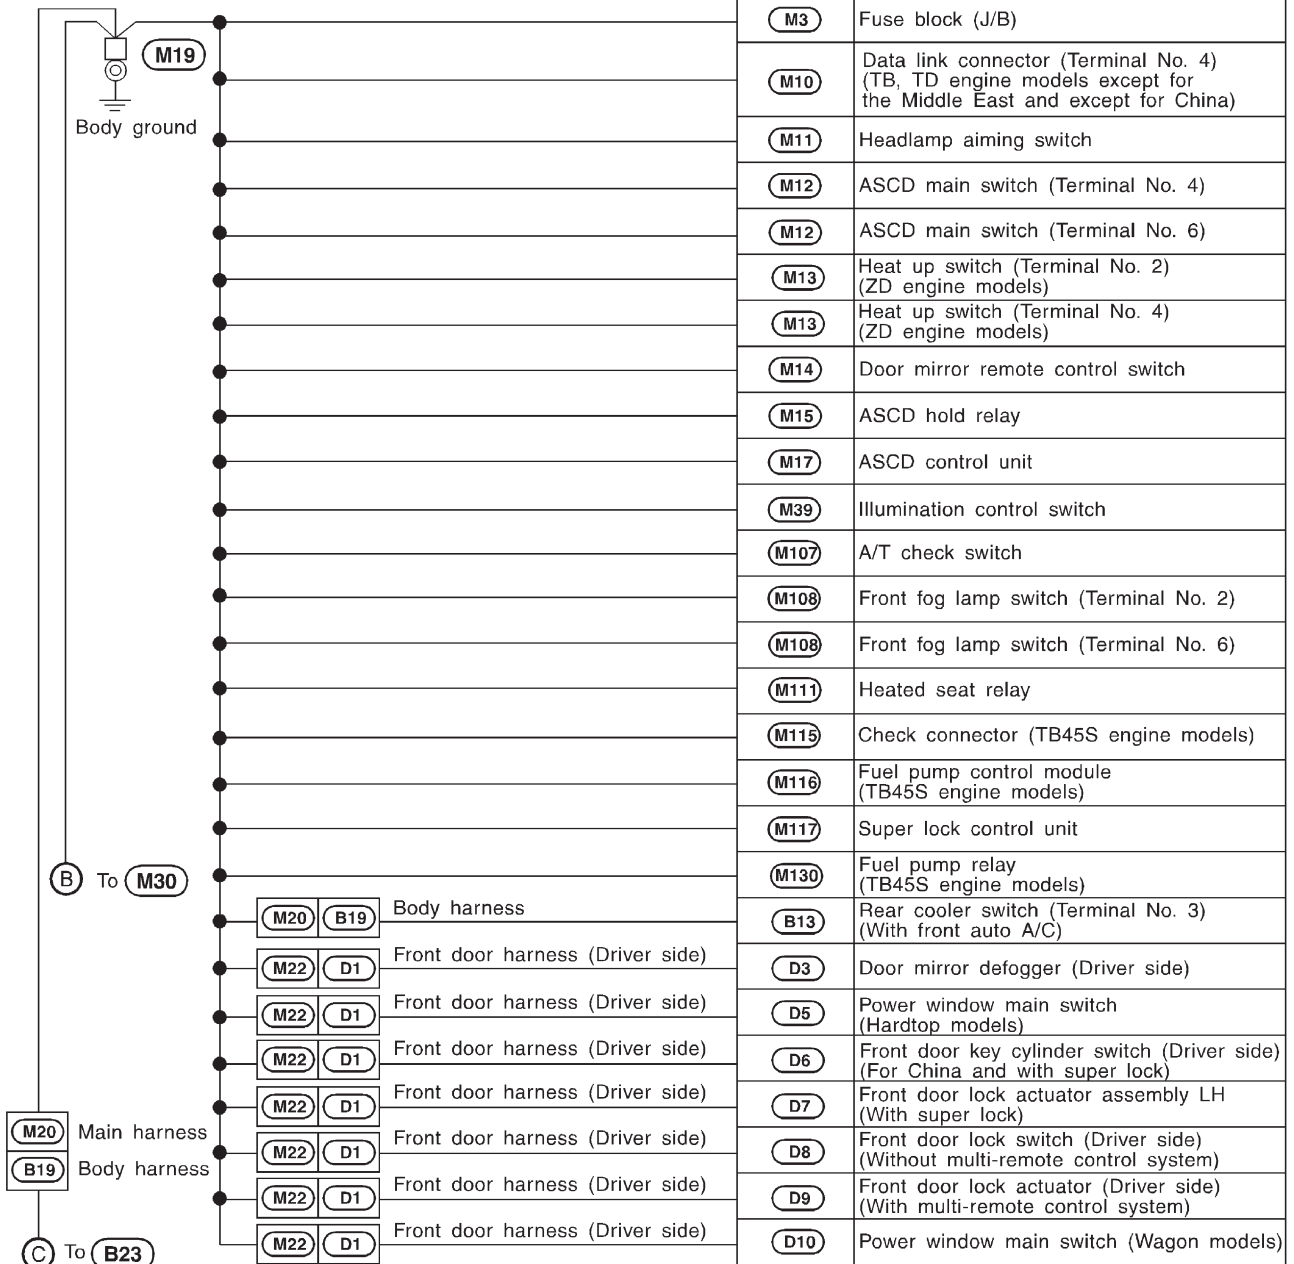 M19
Body ground
M3 Fuse block (J/B)
M10 Data link connector (Terminal No. 4)
(TB, TD engine models except for
the Middle East and except for China)
M11 Headlamp aiming switch
M12 ASCD main switch (Terminal No. 4)
M12 ASCD main switch (Terminal No. 6)
M13 Heat up switch (Terminal No. 2)
(ZD engine models)
M13 Heat up switch (Terminal No. 4)
(ZD engine models)
M14 Door mirror remote control switch
M15 ASCD hold relay
M17 ASCD control unit
M39 Illumination control switch
M107 A/T check switch
M108 Front fog lamp switch (Terminal No. 2)
M108 Front fog lamp switch (Terminal No. 6)
M111 Heated seat relay
M115 Check connector (TB45S engine models)
M116 Fuel pump control module
(TB45S engine models)
M117 Super lock control unit
B To M30
M130 Fuel pump relay
(TB45S engine models)
M20 B19 Body harness B13 Rear cooler switch (Terminal No. 3)
(With front auto A/C)
M22 D1 Front door harness (Driver side) D3 Door mirror defogger (Driver side)
M22 D1 Front door harness (Driver side) D5 Power window main switch
(Hardtop models)
M22 D1 Front door harness (Driver side) D6 Front door key cylinder switch (Driver side)
(For China and with super lock)
M22 D1 Front door harness (Driver side) D7 Front door lock actuator assembly LH
(With super lock)
M20 Main harness
M22 D1 Front door harness (Driver side) D8 Front door lock switch (Driver side)
(Without multi-remote control system)
B19 Body harness
M22 D1 Front door harness (Driver side) D9 Front door lock actuator (Driver side)
(With multi-remote control system)
M22 D1 Front door harness (Driver side) D10 Power window main switch (Wagon models)
C To B23